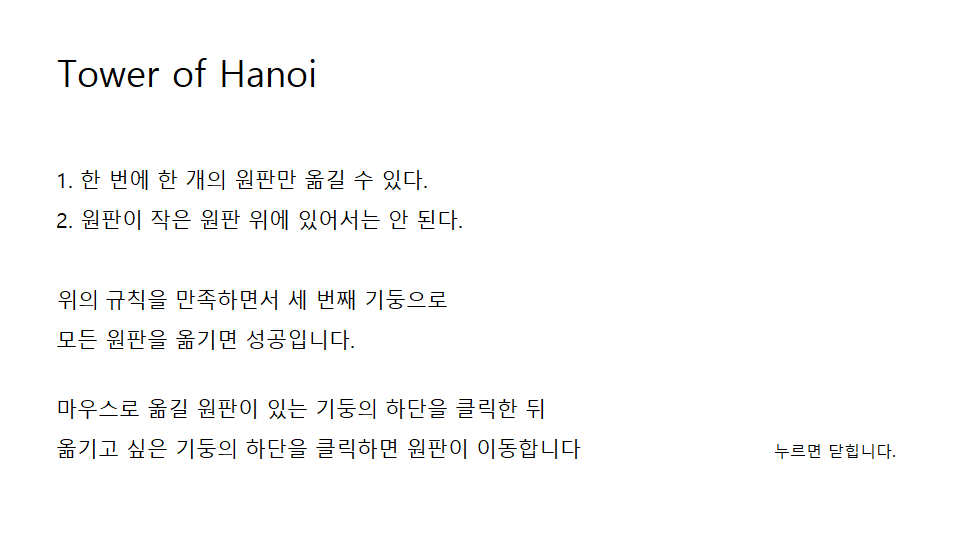 Tower of Hanoi
1. 한 번에 한 개의 원판만 옮길 수 있다.
2. 원판이 작은 원판 위에 있어서는 안 된다.
위의 규칙을 만족하면서 세 번째 기둥으로
모든 원판을 옮기면 성공입니다.
마우스로 옮길 원판이 있는 기둥의 하단을 클릭한 뒤
옮기고 싶은 기둥의 하단을 클릭하면 원판이 이동합니다
누르면 닫힙니다.